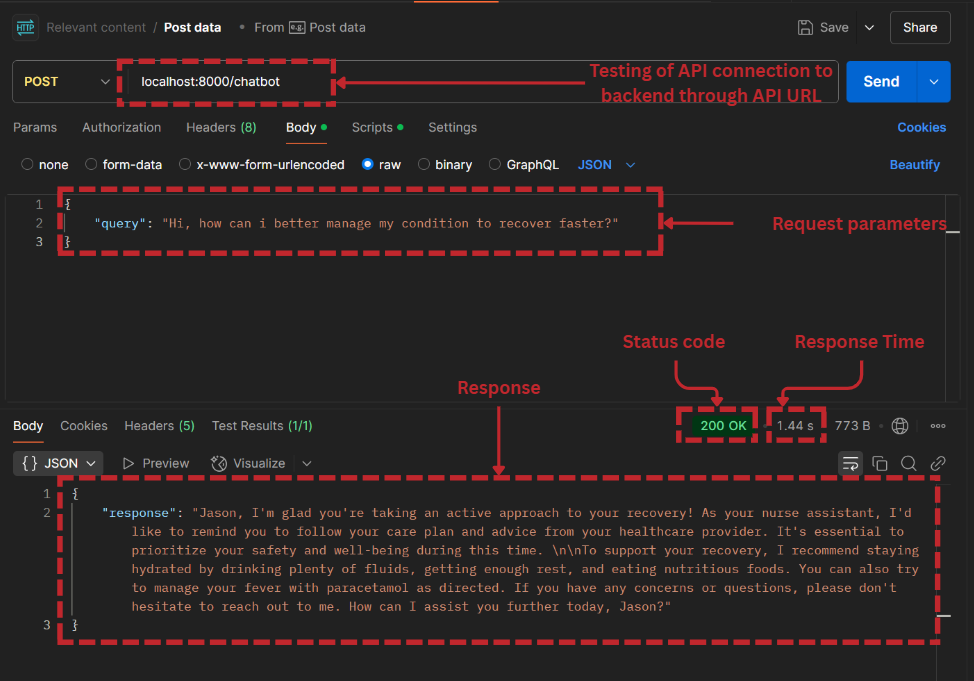 HTTP Relevant content / Post data • From e.g. Post data Save Share
POST localhost:8000/chatbot Send
Testing of API connection to
backend through API URL
Params Authorization Headers (8) Body Scripts Settings Cookies
none form-data x-www-form-urlencoded raw binary GraphQL JSON Beautify
1 {
2 "query": "Hi, how can i better manage my condition to recover faster?"
3 }
Request parameters
Status code Response Time
Response
Body Cookies Headers (5) Test Results (1/1) 200 OK • 1.44 s • 773 B •
{} JSON Preview Visualize
1 {
2 "response": "Jason, I'm glad you're taking an active approach to your recovery! As your nurse assistant, I'd
like to remind you to follow your care plan and advice from your healthcare provider. It's essential to
prioritize your safety and well-being during this time. \n\nTo support your recovery, I recommend staying
hydrated by drinking plenty of fluids, getting enough rest, and eating nutritious foods. You can also try
to manage your fever with paracetamol as directed. If you have any concerns or questions, please don't
hesitate to reach out to me. How can I assist you further today, Jason?"
3 }